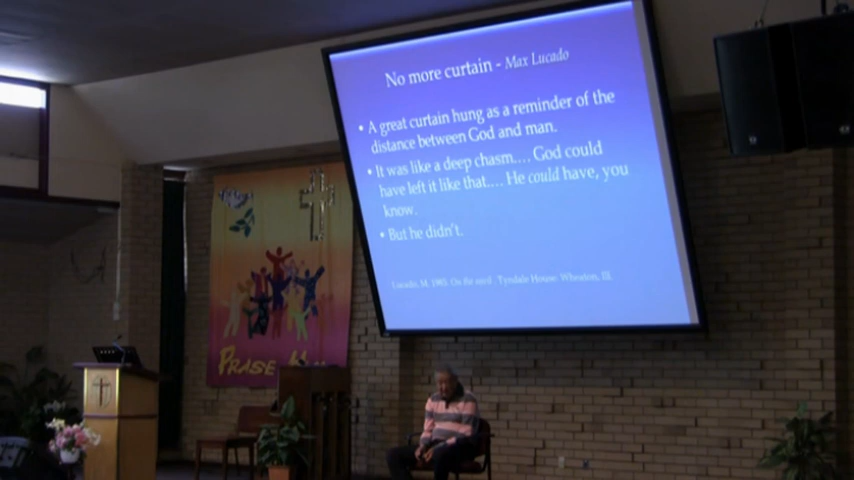 No more curtain - Max Lucado
• A great curtain hung as a reminder of the
distance between God and man.
• It was like a deep chasm.... God could
have left it like that.... He could have, you
know.
• But he didn't.
Lucado, M. 1985. On the anvil. Tyndale House: Wheaton, Ill
PRAISE